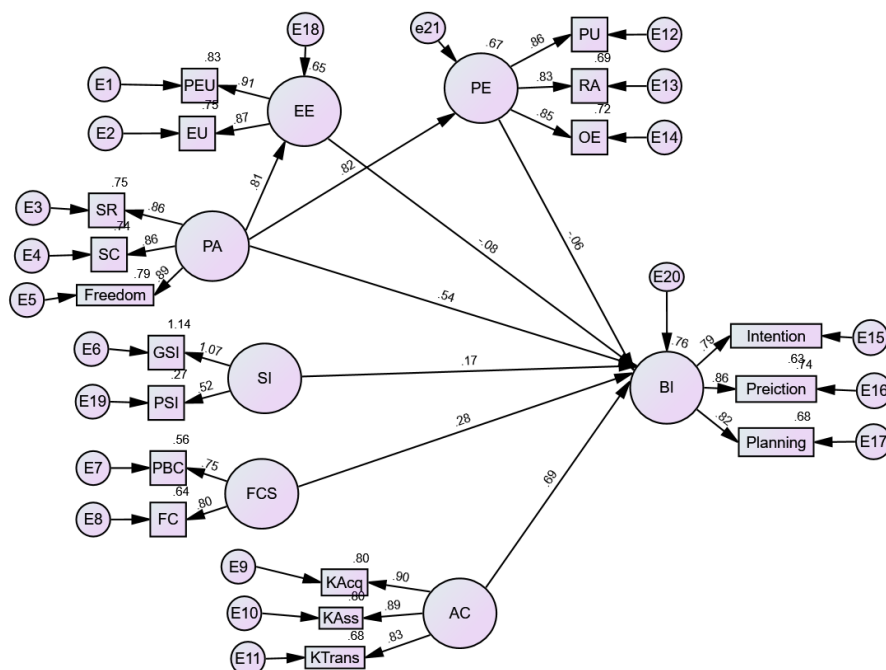 E18
.65
EE
E1
.83
PEU
.91
E2
.75
EU
.87
e21
.67
PE
.86
PU
E12
.69
.83
RA
E13
.72
.85
OE
E14
.81
.82
E3
.75
SR
.86
PA
E4
.74
SC
.86
E5
.79
Freedom
.89
-.08
-.06
.54
E20
.76
BI
.79
Intention
E15
.63
.74
.86
Preiction
E16
.68
.82
Planning
E17
E6
1.14
GSI
1.07
SI
.17
E19
.27
PSI
.52
E7
.56
PBC
.75
FCS
.28
E8
.64
FC
.80
.69
E9
.80
KAcq
.90
AC
E10
.80
KAss
.89
E11
.68
KTrans
.83